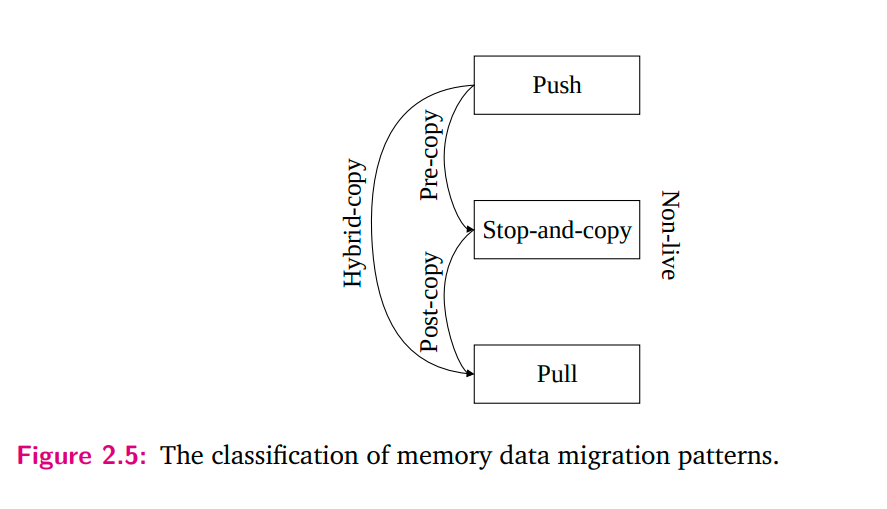 Push
Pre-copy
Hybrid-copy
Stop-and-copy
Non-live
Post-copy
Pull
Figure 2.5: The classification of memory data migration patterns.